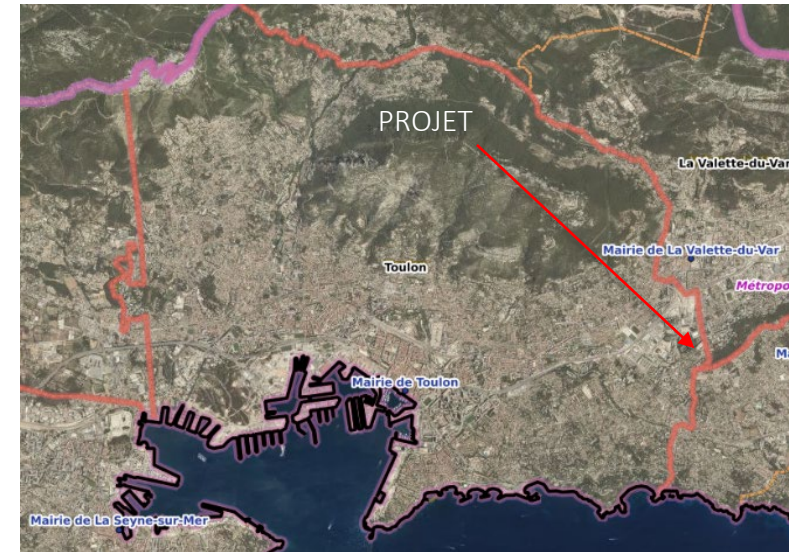 PROJET
La Valette-du-Var
Mairie de La Valette-du-Var
Toulon
Métropo
Ma
Mairie de Toulon
Mairie de La Seyne-sur-Mer